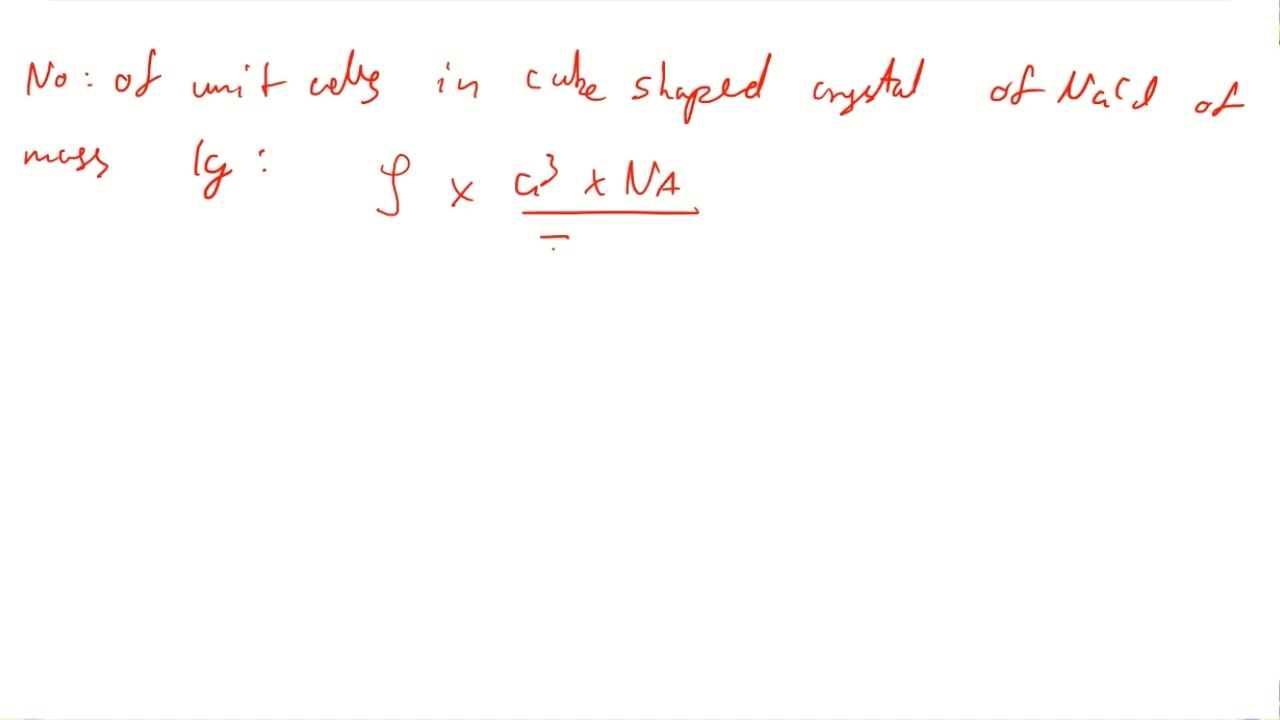 No: of unit cells in cube shaped crystal of NaCl of
mass 1g: ρ × a³ × NA